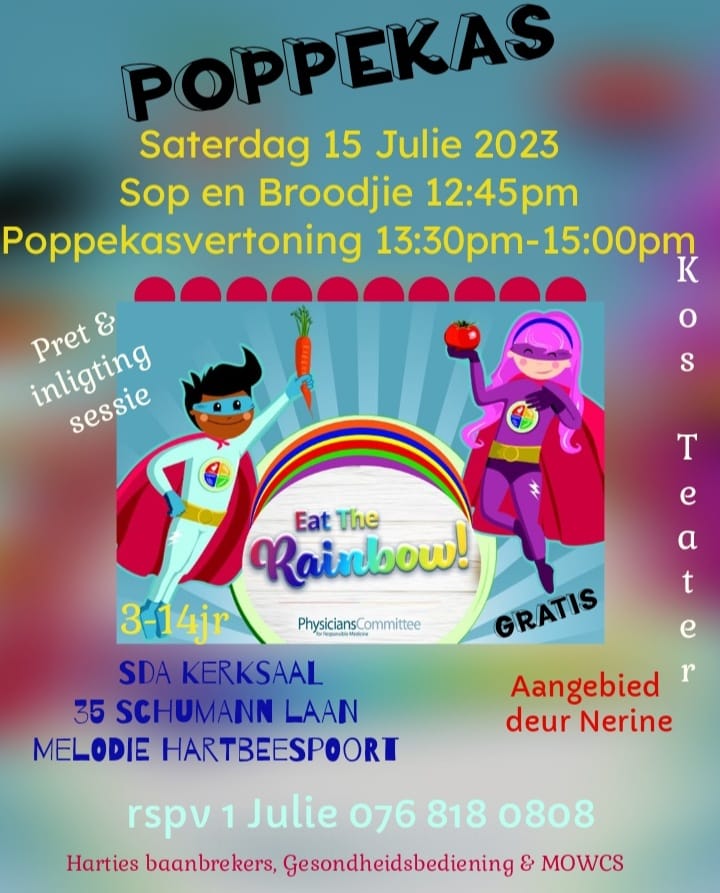 POPPEKAS
Saterdag 15 Julie 2023
Sop en Broodjie 12:45pm
Poppekasvertoning 13:30pm-15:00pm
Pret &
inligting
sessie
Kos Teater
Eat The
Rainbow!
PhysiciansCommittee
for Responsible Medicine
3-14jr
GRATIS
SDA KERKSAAL
35 SCHUMANN LAAN
MELODIE HARTBEESPOORT
Aangebied
deur Nerine
rspv 1 Julie 076 818 0808
Harties baanbrekers, Gesondheidsbediening & MOWCS